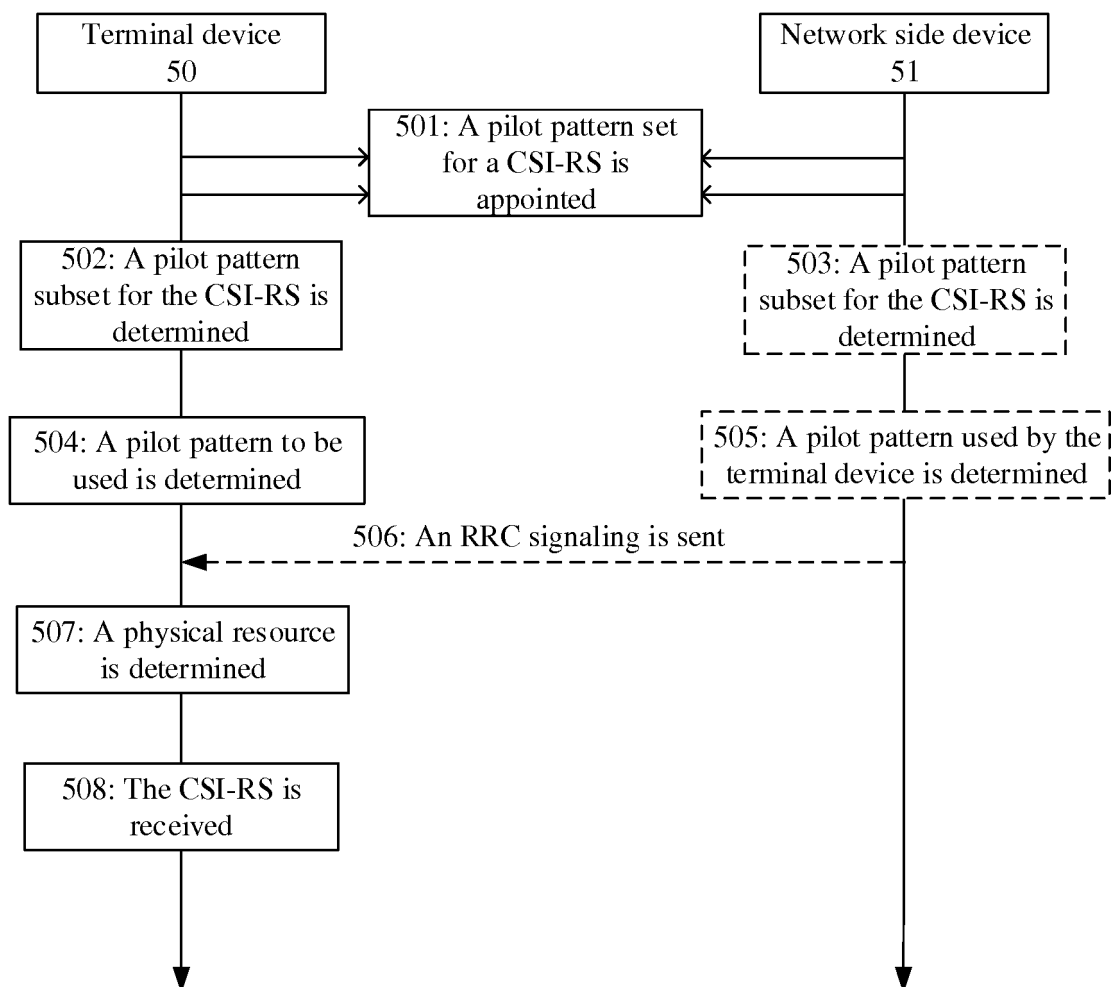 Terminal device
50
Network side device
51
501: A pilot pattern set
for a CSI-RS is
appointed
502: A pilot pattern
subset for the CSI-RS is
determined
503: A pilot pattern
subset for the CSI-RS is
determined
504: A pilot pattern to be
used is determined
505: A pilot pattern used by the
terminal device is determined
506: An RRC signaling is sent
507: A physical resource
is determined
508: The CSI-RS is
received